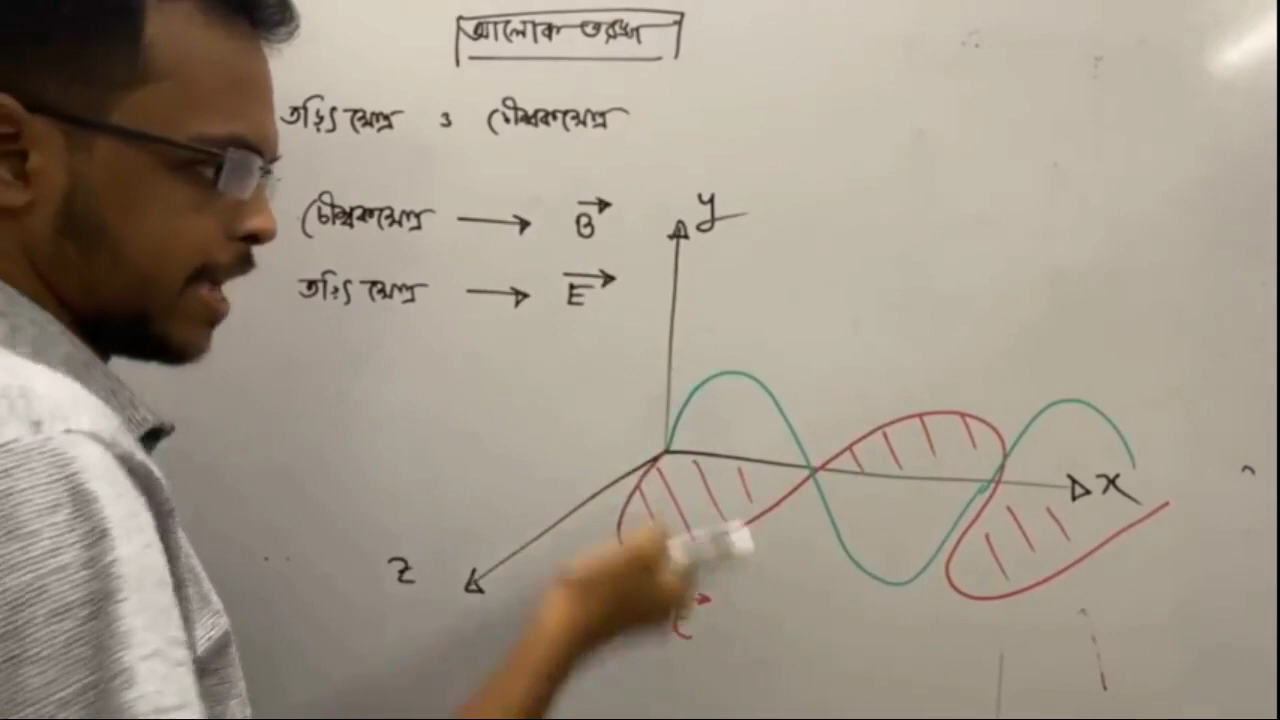 আলোক তরঙ্গ
তড়িৎ ক্ষেত্র ও চৌম্বকক্ষেত্র
চৌম্বকক্ষেত্র → B
তড়িৎ ক্ষেত্র → E
y
x
z
E